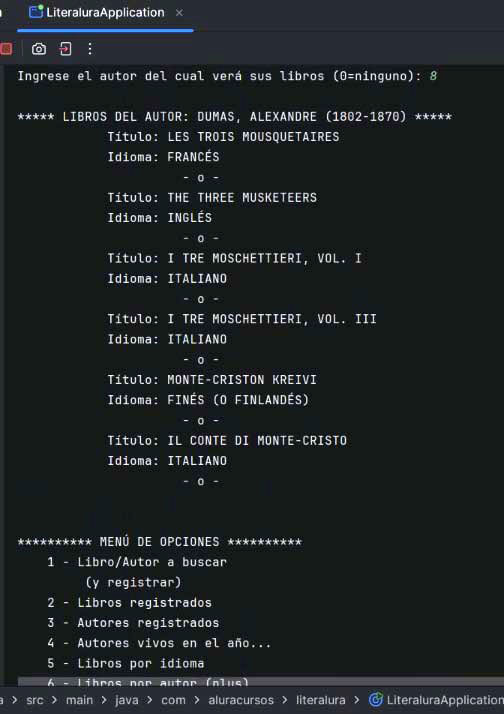 LiteraluraApplication
Ingrese el autor del cual verá sus libros (0=ninguno): 8
***** LIBROS DEL AUTOR: DUMAS, ALEXANDRE (1802-1870) *****
Título: LES TROIS MOUSQUETAIRES
Idioma: FRANCÉS
- o -
Título: THE THREE MUSKETEERS
Idioma: INGLÉS
- o -
Título: I TRE MOSCHETTIERI, VOL. I
Idioma: ITALIANO
- o -
Título: I TRE MOSCHETTIERI, VOL. III
Idioma: ITALIANO
- o -
Título: MONTE-CRISTON KREIVI
Idioma: FINÉS (O FINLANDÉS)
- o -
Título: IL CONTE DI MONTE-CRISTO
Idioma: ITALIANO
- o -
********** MENÚ DE OPCIONES **********
1 - Libro/Autor a buscar
(y registrar)
2 - Libros registrados
3 - Autores registrados
4 - Autores vivos en el año...
5 - Libros por idioma
6 - Libros por autor (plus)
a > src > main > java > com > aluracursos > literalura > LiteraluraApplication